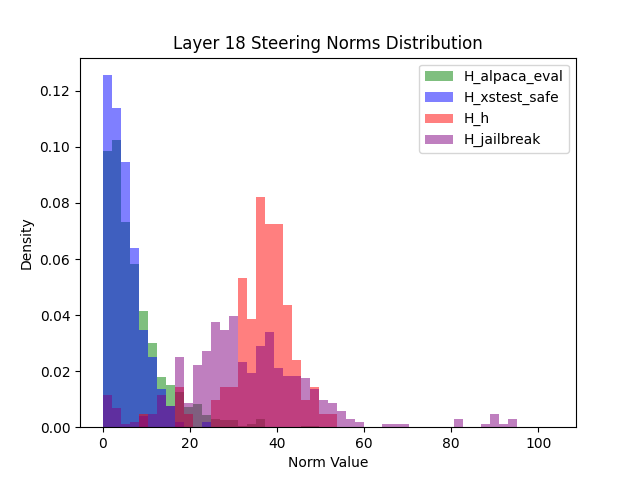 Layer 18 Steering Norms Distribution
H_alpaca_eval
H_xstest_safe
H_h
H_jailbreak
0.12
0.10
0.08
0.06
0.04
0.02
0.00
Density
0 20 40 60 80 100
Norm Value